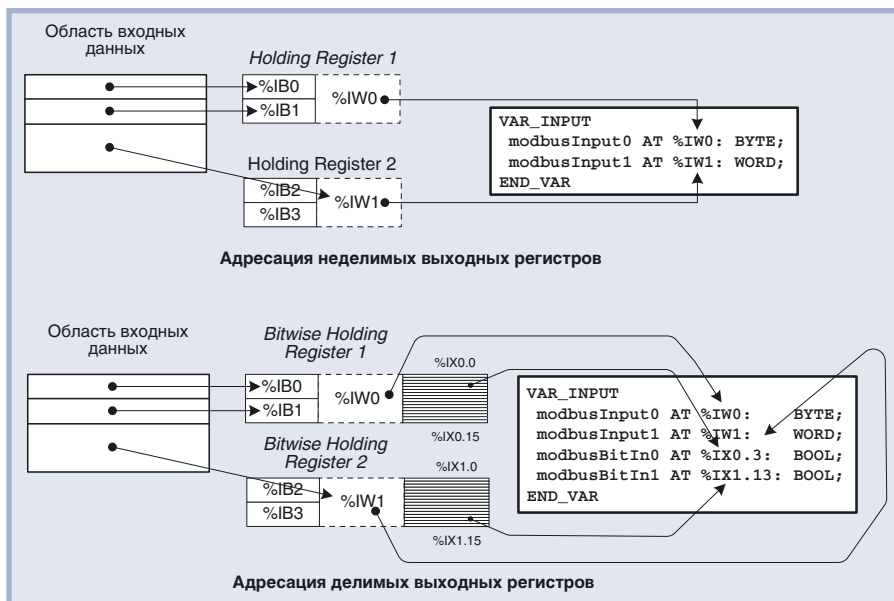 Область входных
данных
Holding Register 1
%IB0
%IB1
%IW0
VAR_INPUT
modbusInput0 AT %IW0: BYTE;
modbusInput1 AT %IW1: WORD;
END_VAR
Holding Register 2
%IB2
%IB3
%IW1
Адресация неделимых выходных регистров
Область входных
данных
Bitwise Holding
Register 1
%IX0.0
%IB0
%IB1
%IW0
%IX0.15
VAR_INPUT
modbusInput0 AT %IW0: BYTE;
modbusInput1 AT %IW1: WORD;
modbusBitIn0 AT %IX0.3: BOOL;
modbusBitIn1 AT %IX1.13: BOOL;
END_VAR
Bitwise Holding
Register 2
%IX1.0
%IB2
%IB3
%IW1
%IX1.15
Адресация делимых выходных регистров